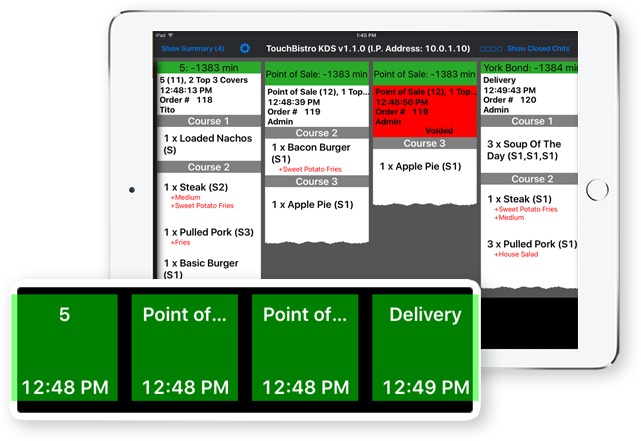 iPad
1:45 PM
Show Summary (4)
TouchBistro KDS v1.1.0 (I.P. Address: 10.0.1.10)
Show Closed Chits
5: -1383 min
5 (11), 2 Top 3 Covers
12:48:13 PM
Order # 118
Tito
Course 1
1 x Loaded Nachos
(S)
Course 2
1 x Steak (S2)
+Medium
+Sweet Potato Fries
1 x Pulled Pork (S3)
+Fries
1 x Basic Burger
(S1)
Point of Sale: -1383 min
Point of Sale (12), 1 Top...
12:48:39 PM
Order # 119
Admin
Course 2
1 x Bacon Burger
(S1)
+Sweet Potato Fries
Course 3
1 x Apple Pie (S1)
Point of Sale: -1383 min
Point of Sale (12), 1 Top...
12:48:50 PM
Order # 119
Admin
Voided
Course 3
1 x Apple Pie (S1)
York Bond: -1384 min
Delivery
12:49:43 PM
Order # 120
Admin
Course 1
3 x Soup Of The
Day (S1,S1,S1)
Course 2
1 x Steak (S1)
+Sweet Potato Fries
+Medium
3 x Pulled Pork (S1)
+House Salad
5
12:48 PM
Point of...
12:48 PM
Point of...
12:48 PM
Delivery
12:49 PM